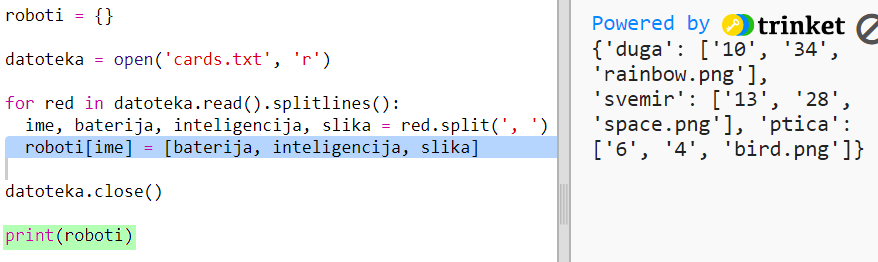 roboti = {}
datoteka = open('cards.txt', 'r')
for red in datoteka.read().splitlines():
ime, baterija, inteligencija, slika = red.split(', ')
roboti[ime] = [baterija, inteligencija, slika]
datoteka.close()
print(roboti)
Powered by trinket
{'duga': ['10', '34',
'rainbow.png'],
'svemir': ['13', '28',
'space.png'], 'ptica':
['6', '4', 'bird.png']}